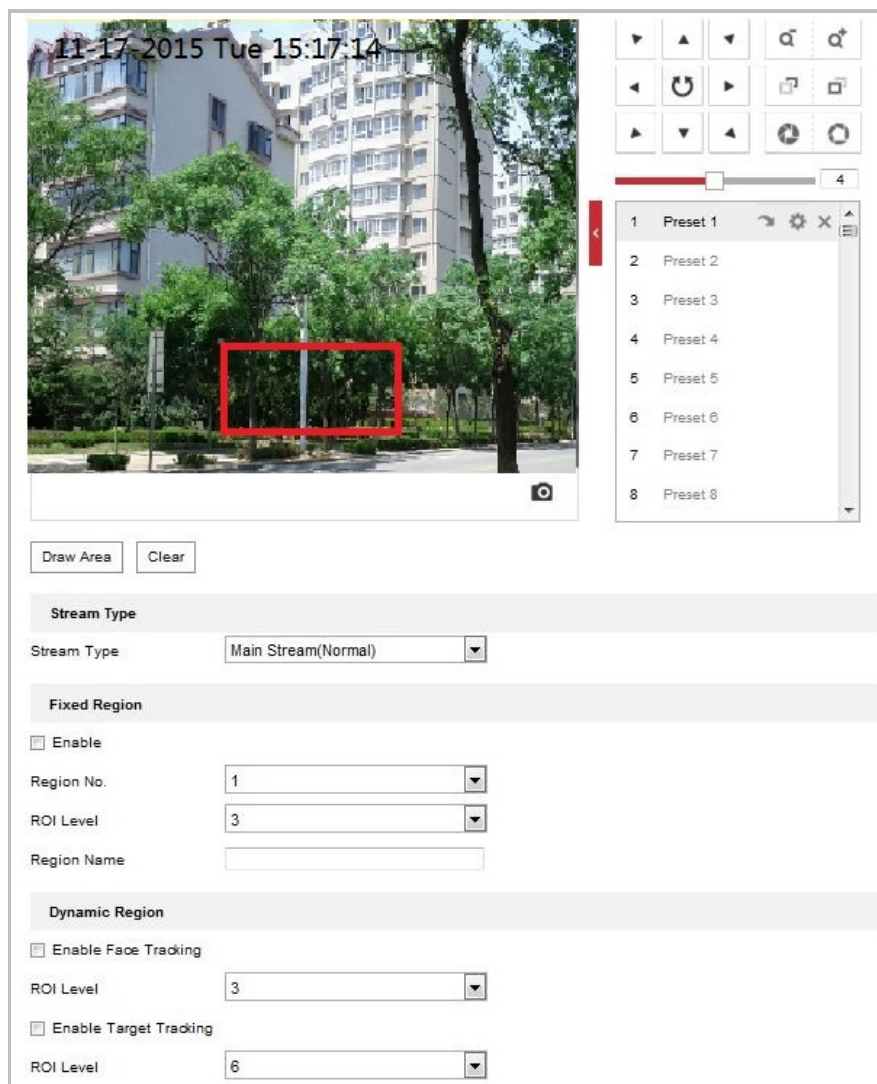 11-17-2015 Tue 15:17:14
4
1 Preset 1
2 Preset 2
3 Preset 3
4 Preset 4
5 Preset 5
6 Preset 6
7 Preset 7
8 Preset 8
Draw Area Clear
Stream Type
Stream Type Main Stream(Normal)
Fixed Region
Enable
Region No. 1
ROI Level 3
Region Name
Dynamic Region
Enable Face Tracking
ROI Level 3
Enable Target Tracking
ROI Level 6